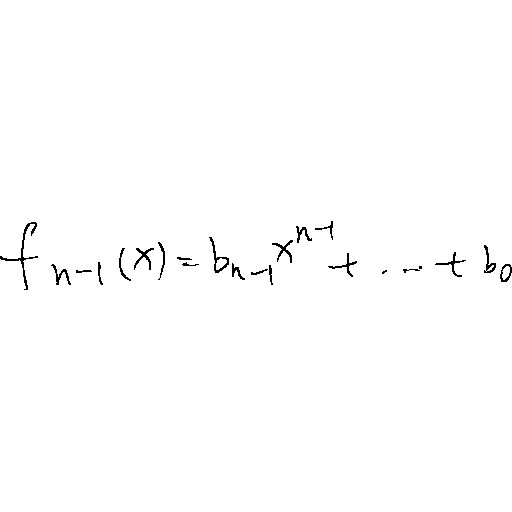 f_{n-1}(x) = b_{n-1}x^{n-1} + ... + b_0